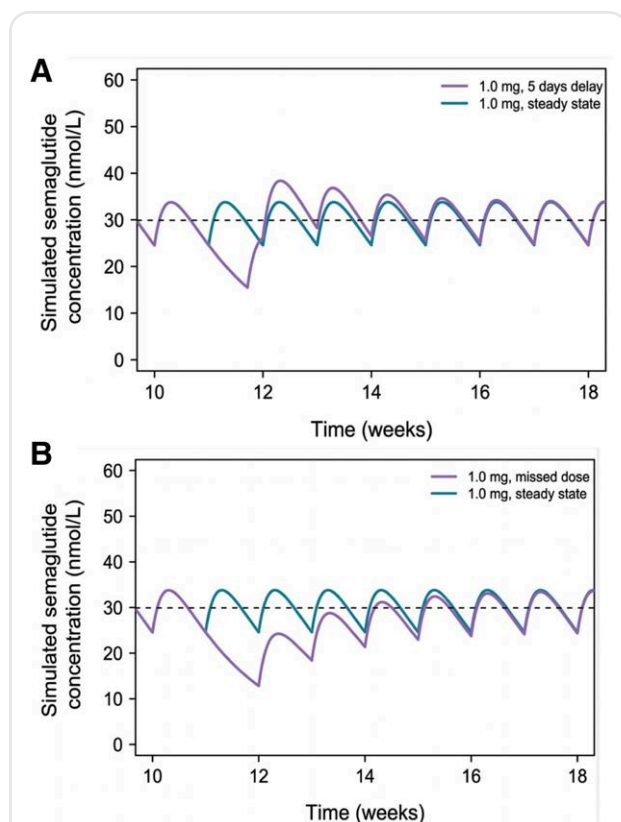 A
Simulated semaglutide
concentration (nmol/L)
60
50
40
30
20
10
0
1.0 mg, 5 days delay
1.0 mg, steady state
10 12 14 16 18
Time (weeks)
B
Simulated semaglutide
concentration (nmol/L)
60
50
40
30
20
10
0
1.0 mg, missed dose
1.0 mg, steady state
10 12 14 16 18
Time (weeks)